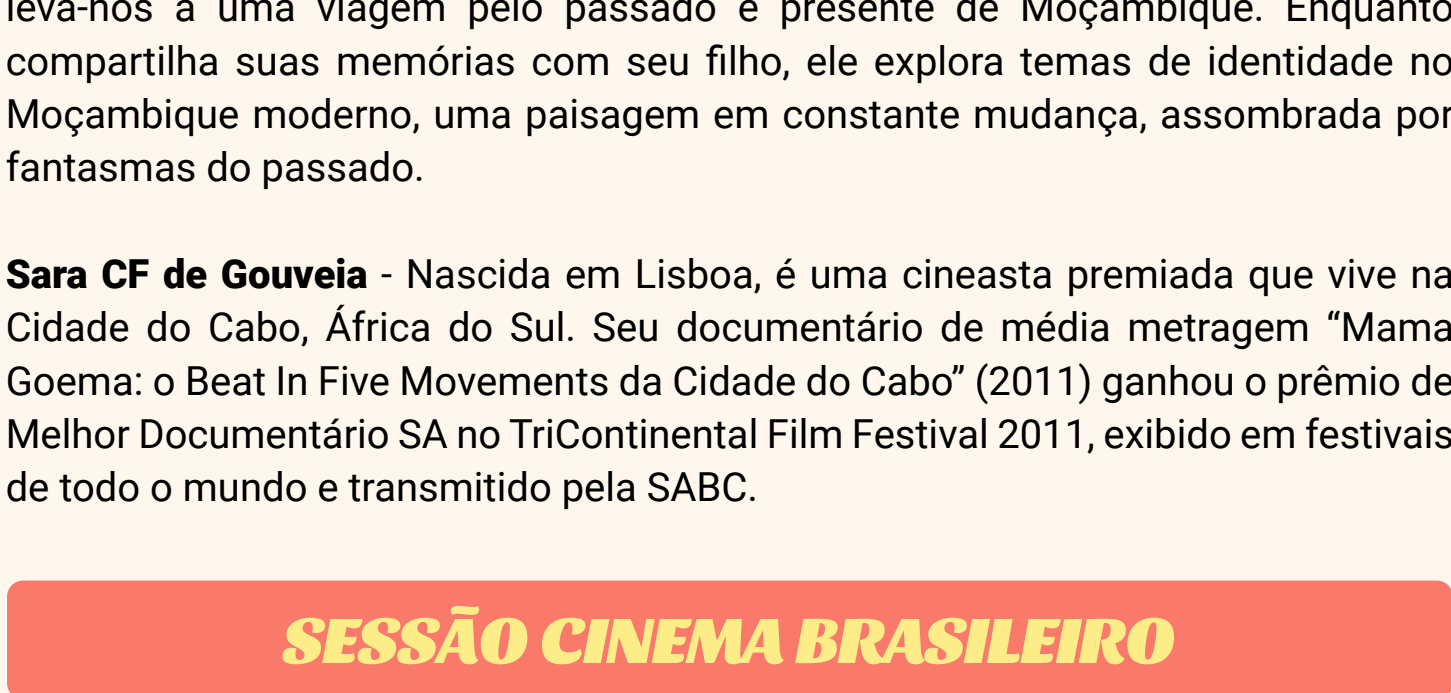 leva-nos a uma viagem pelo passado e presente de Moçambique. Enquanto
compartilha suas memórias com seu filho, ele explora temas de identidade no
Moçambique moderno, uma paisagem em constante mudança, assombrada por
fantasmas do passado.
Sara CF de Gouveia - Nascida em Lisboa, é uma cineasta premiada que vive na
Cidade do Cabo, África do Sul. Seu documentário de média metragem “Mama
Goema: o Beat In Five Movements da Cidade do Cabo” (2011) ganhou o prêmio de
Melhor Documentário SA no TriContinental Film Festival 2011, exibido em festivais
de todo o mundo e transmitido pela SABC.
SESSÃO CINEMA BRASILEIRO